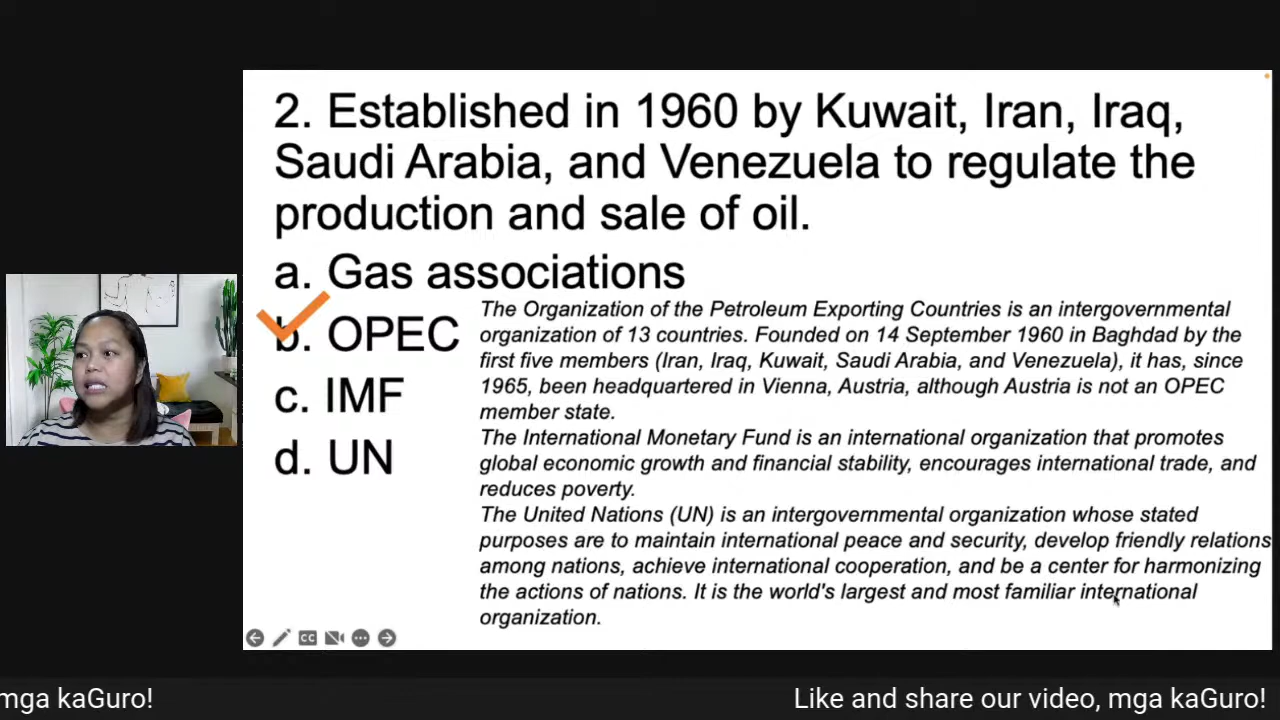 2. Established in 1960 by Kuwait, Iran, Iraq,
Saudi Arabia, and Venezuela to regulate the
production and sale of oil.
a. Gas associations
b. OPEC
c. IMF
d. UN
The Organization of the Petroleum Exporting Countries is an intergovernmental
organization of 13 countries. Founded on 14 September 1960 in Baghdad by the
first five members (Iran, Iraq, Kuwait, Saudi Arabia, and Venezuela), it has, since
1965, been headquartered in Vienna, Austria, although Austria is not an OPEC
member state.
The International Monetary Fund is an international organization that promotes
global economic growth and financial stability, encourages international trade, and
reduces poverty.
The United Nations (UN) is an intergovernmental organization whose stated
purposes are to maintain international peace and security, develop friendly relations
among nations, achieve international cooperation, and be a center for harmonizing
the actions of nations. It is the world's largest and most familiar international
organization.
CC
mga kaGuro!
Like and share our video, mga kaGuro!